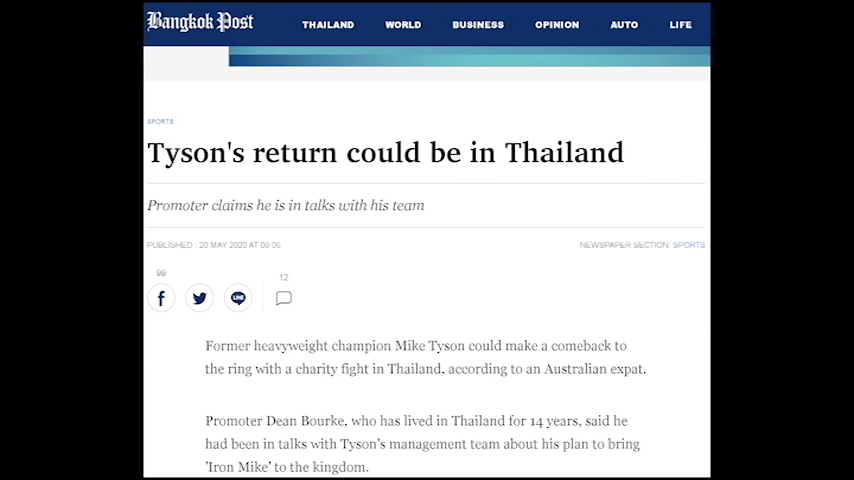 Bangkok Post THAILAND WORLD BUSINESS OPINION AUTO LIFE
SPORTS
Tyson's return could be in Thailand
Promoter claims he is in talks with his team
PUBLISHED : 20 MAY 2020 AT 06:06 NEWSPAPER SECTION: SPORTS
99 12
LINE
Former heavyweight champion Mike Tyson could make a comeback to
the ring with a charity fight in Thailand, according to an Australian expat.
Promoter Dean Bourke, who has lived in Thailand for 14 years, said he
had been in talks with Tyson's management team about his plan to bring
'Iron Mike' to the kingdom.